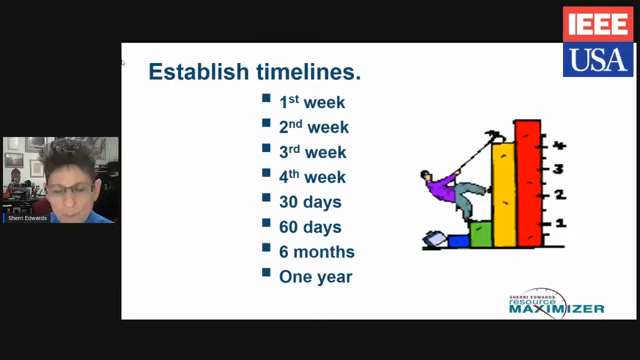 IEEE
USA
Establish timelines.
1st week
2nd week
3rd week
4th week
30 days
60 days
6 months
One year
4
3
2
1
Sherri Edwards
SHERRI EDWARDS
resource
MAXIMIZER